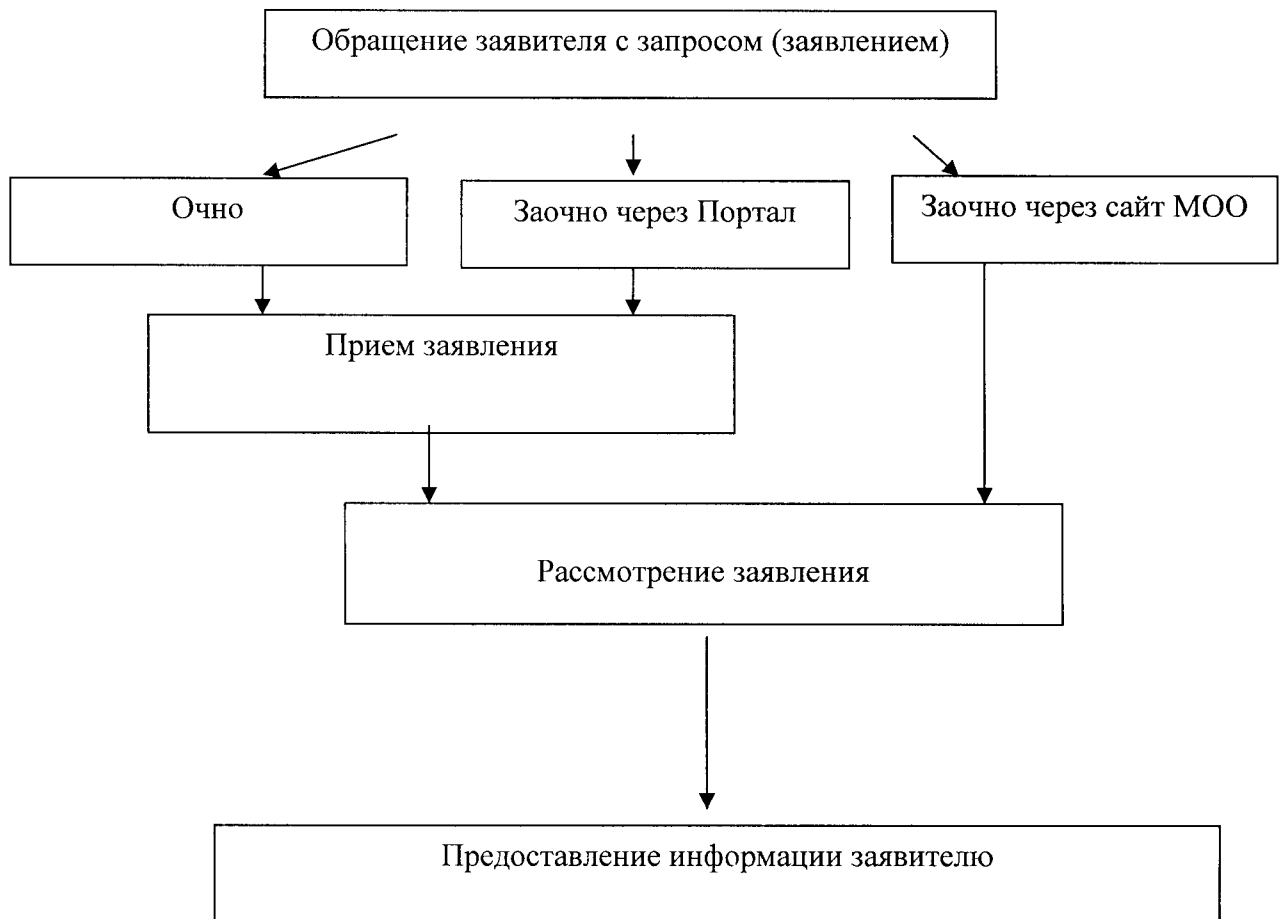 Обращение заявителя с запросом (заявлением)
Очно
Заочно через Портал
Заочно через сайт МОО
Прием заявления
Рассмотрение заявления
Предоставление информации заявителю